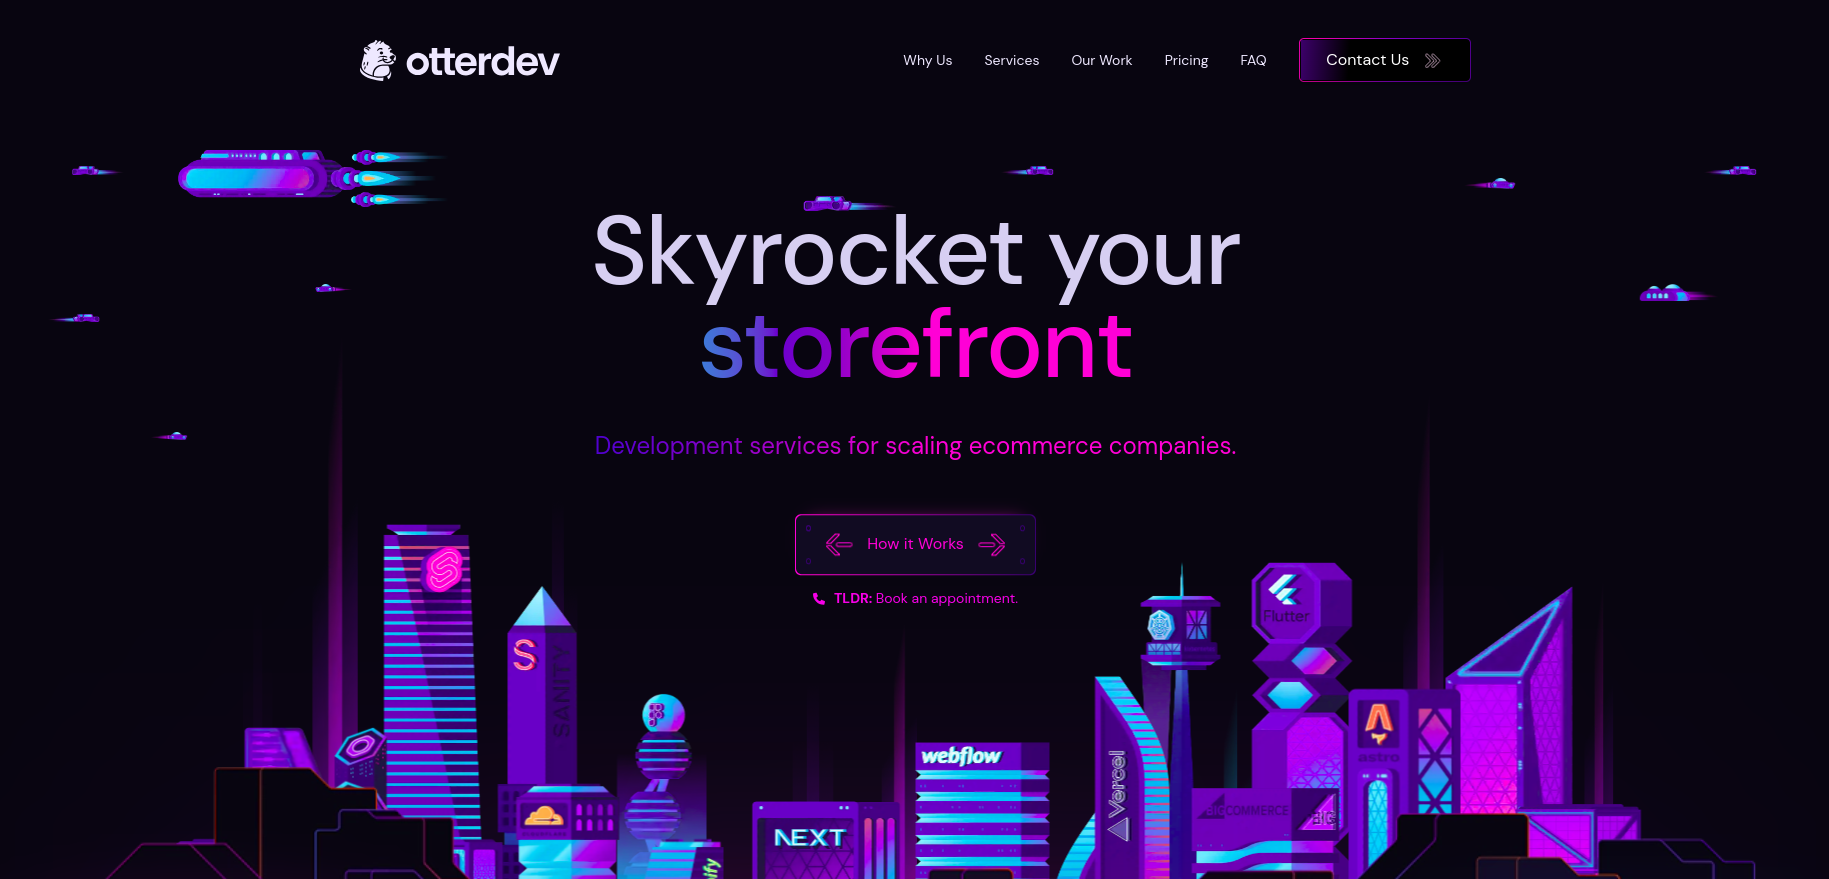 otterdev
Why Us
Services
Our Work
Pricing
FAQ
Contact Us
Skyrocket your
storefront
Development services for scaling ecommerce companies.
How it Works
TLDR: Book an appointment.
Flutter
S
SANITY
webflow
Vercel
astro
BIGCOMMERCE
BIG
NEXT